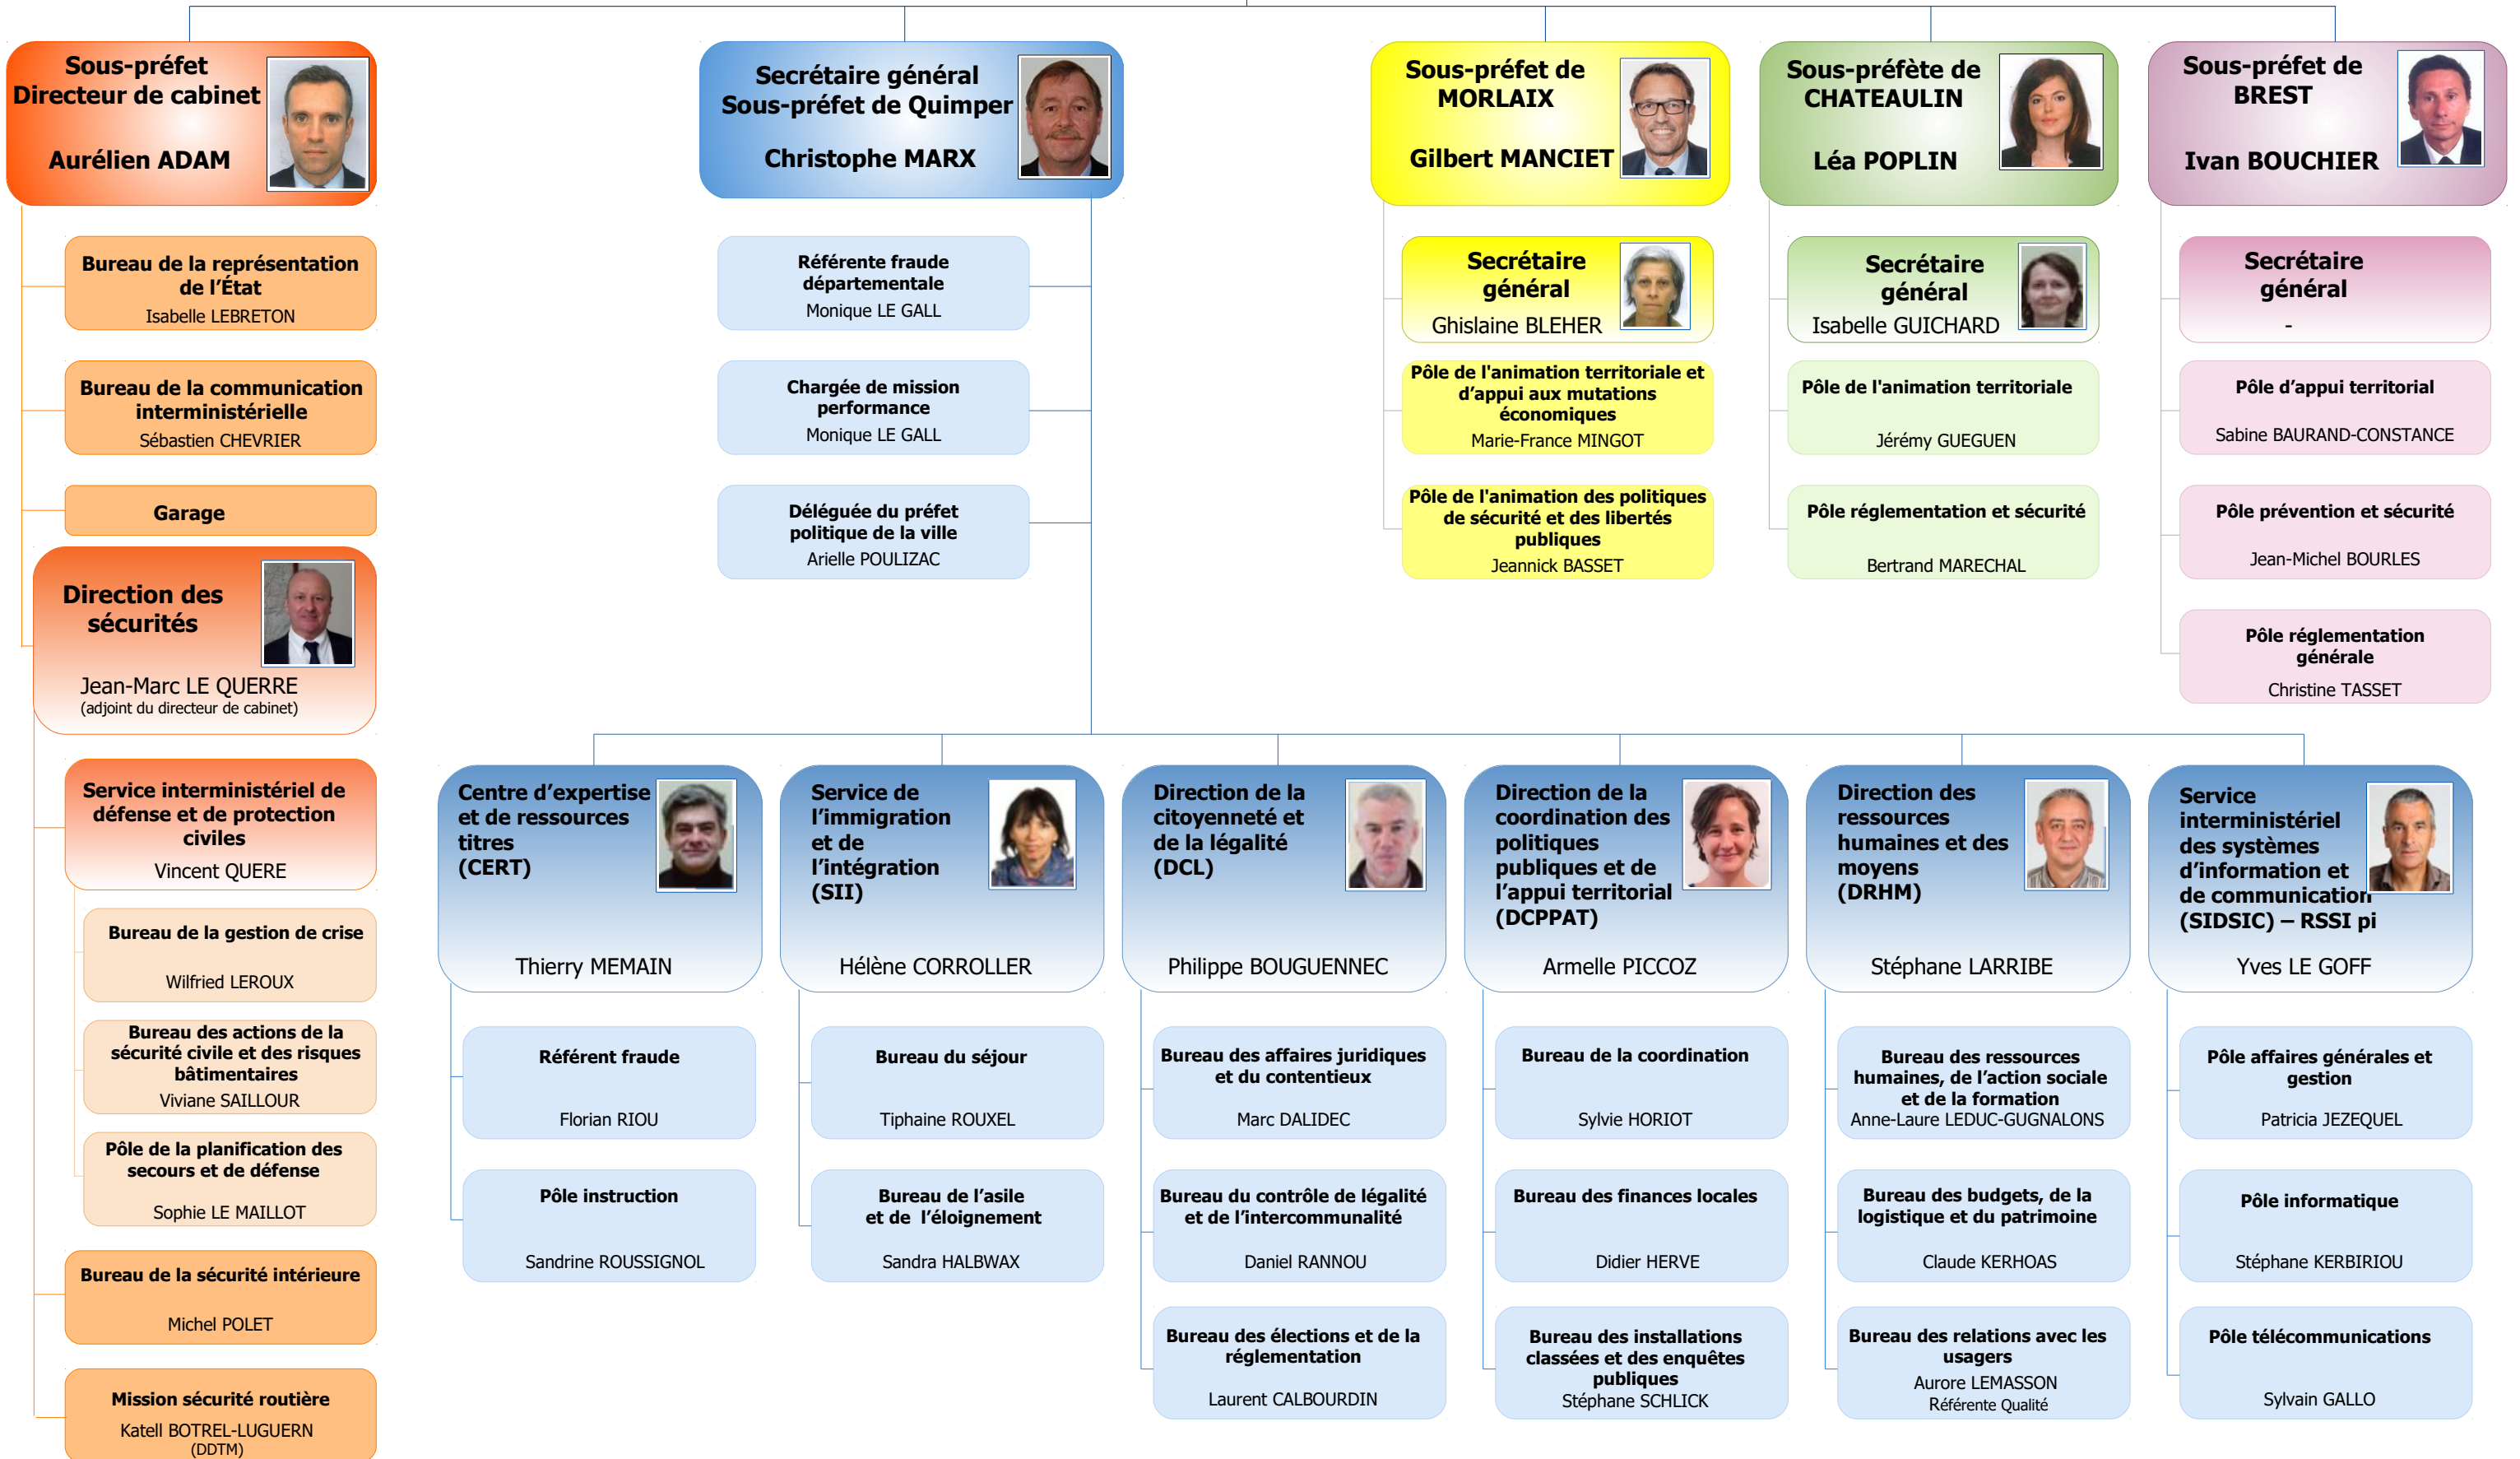 Sous-préfet
Directeur de cabinet
Aurélien ADAM
Secrétaire général
Sous-préfet de Quimper
Christophe MARX
Sous-préfet de
MORLAIX
Gilbert MANCIET
Sous-préfète de
CHATEAULIN
Léa POPLIN
Sous-préfet de
BREST
Ivan BOUCHIER
Bureau de la représentation
de l'État
Isabelle LEBRETON
Bureau de la communication
interministérielle
Sébastien CHEVRIER
Garage
Direction des
sécurités
Jean-Marc LE QUERRE
(adjoint du directeur de cabinet)
Service interministériel de
défense et de protection
civiles
Vincent QUERE
Bureau de la gestion de crise
Wilfried LEROUX
Bureau des actions de la
sécurité civile et des risques
bâtimentaires
Viviane SAILLOUR
Pôle de la planification des
secours et de défense
Sophie LE MAILLOT
Bureau de la sécurité intérieure
Michel POLET
Mission sécurité routière
Katell BOTREL-LUGUERN
(DDTM)
Référente fraude
départementale
Monique LE GALL
Chargée de mission
performance
Monique LE GALL
Déléguée du préfet
politique de la ville
Arielle POULIZAC
Secrétaire
général
Ghislaine BLEHER
Pôle de l'animation territoriale et
d'appui aux mutations
économiques
Marie-France MINGOT
Pôle de l'animation des politiques
de sécurité et des libertés
publiques
Jeannick BASSET
Secrétaire
général
Isabelle GUICHARD
Pôle de l'animation territoriale
Jérémy GUEGUEN
Pôle réglementation et sécurité
Bertrand MARECHAL
Secrétaire
général
-
Pôle d'appui territorial
Sabine BAURAND-CONSTANCE
Pôle prévention et sécurité
Jean-Michel BOURLES
Pôle réglementation
générale
Christine TASSET
Centre d'expertise
et de ressources
titres
(CERT)
Thierry MEMAIN
Référent fraude
Florian RIOU
Pôle instruction
Sandrine ROUSSIGNOL
Service de
l'immigration
et de
l'intégration
(SII)
Hélène CORROLLER
Bureau du séjour
Tiphaine ROUXEL
Bureau de l'asile
et de l'éloignement
Sandra HALBWAX
Direction de la
citoyenneté et
de la légalité
(DCL)
Philippe BOUGUENNEC
Bureau des affaires juridiques
et du contentieux
Marc DALIDEC
Bureau du contrôle de légalité
et de l'intercommunalité
Daniel RANNOU
Bureau des élections et de la
réglementation
Laurent CALBOURDIN
Direction de la
coordination des
politiques
publiques et de
l'appui territorial
(DCPPAT)
Armelle PICCOZ
Bureau de la coordination
Sylvie HORIOT
Bureau des finances locales
Didier HERVE
Bureau des installations
classées et des enquêtes
publiques
Stéphane SCHLICK
Direction des
ressources
humaines et des
moyens
(DRHM)
Stéphane LARRIBE
Bureau des ressources
humaines, de l'action sociale
et de la formation
Anne-Laure LEDUC-GUGNALONS
Bureau des budgets, de la
logistique et du patrimoine
Claude KERHOAS
Bureau des relations avec les
usagers
Aurore LEMASSON
Référente Qualité
Service
interministériel
des systèmes
d'information et
de communication
(SIDSIC) – RSSI pi
Yves LE GOFF
Pôle affaires générales et
gestion
Patricia JEZEQUEL
Pôle informatique
Stéphane KERBIRIOU
Pôle télécommunications
Sylvain GALLO